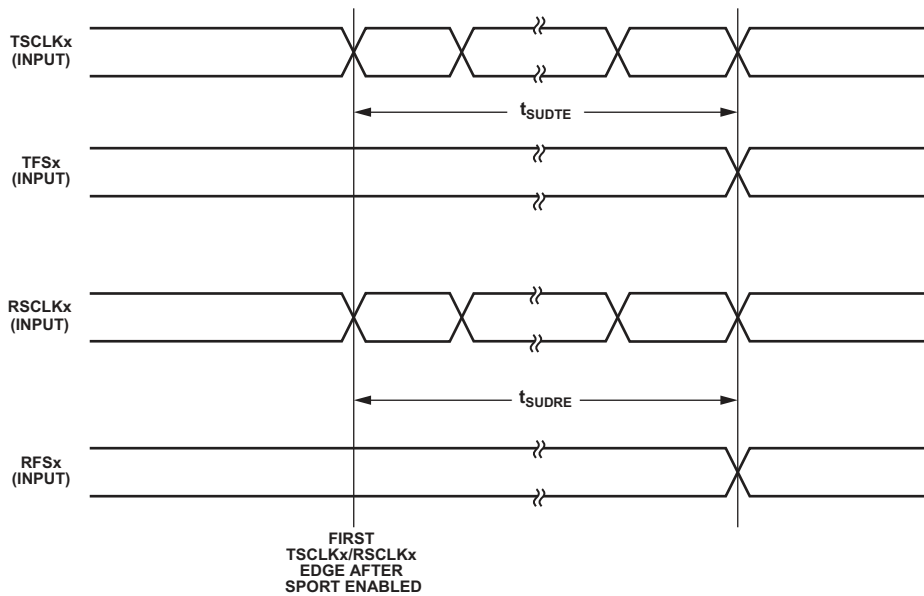 TSCLKx
(INPUT)
tSUDTE
TFSx
(INPUT)
RSCLKx
(INPUT)
tSUDRE
RFSx
(INPUT)
FIRST
TSCLKx/RSCLKx
EDGE AFTER
SPORT ENABLED